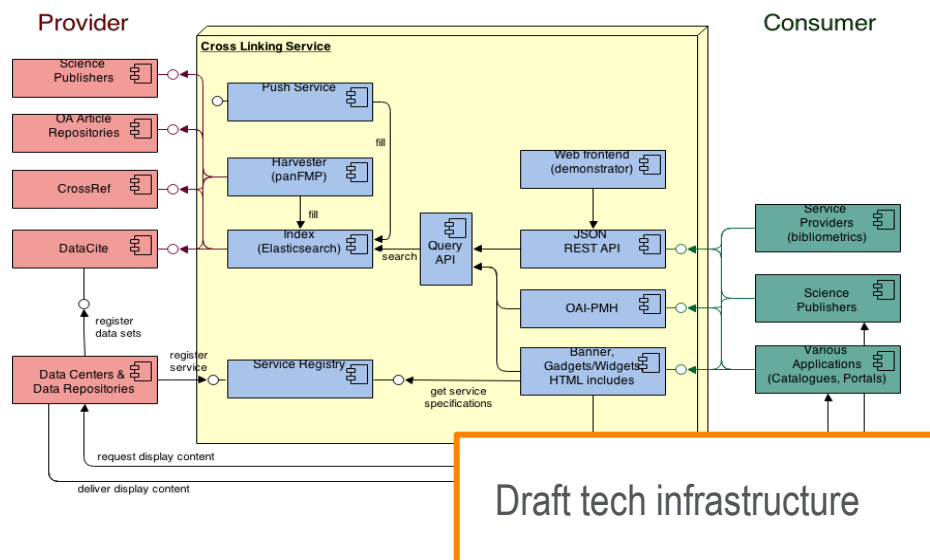 Provider
Consumer
Cross Linking Service
Science
Publishers
OA Article
Repositories
CrossRef
DataCite
register
data sets
Data Centers &
Data Repositories
register
service
Push Service
fill
Harvester
(panFMP)
fill
Index
(Elasticsearch)
search
Query
API
Web frontend
(demonstrator)
JSON
REST API
OAI-PMH
Banner,
Gadgets/Widgets
HTML includes
Service Registry
get service
specifications
Service
Providers
(bibliometrics)
Science
Publishers
Various
Applications
(Catalogues, Portals)
request display content
deliver display content
Draft tech infrastructure